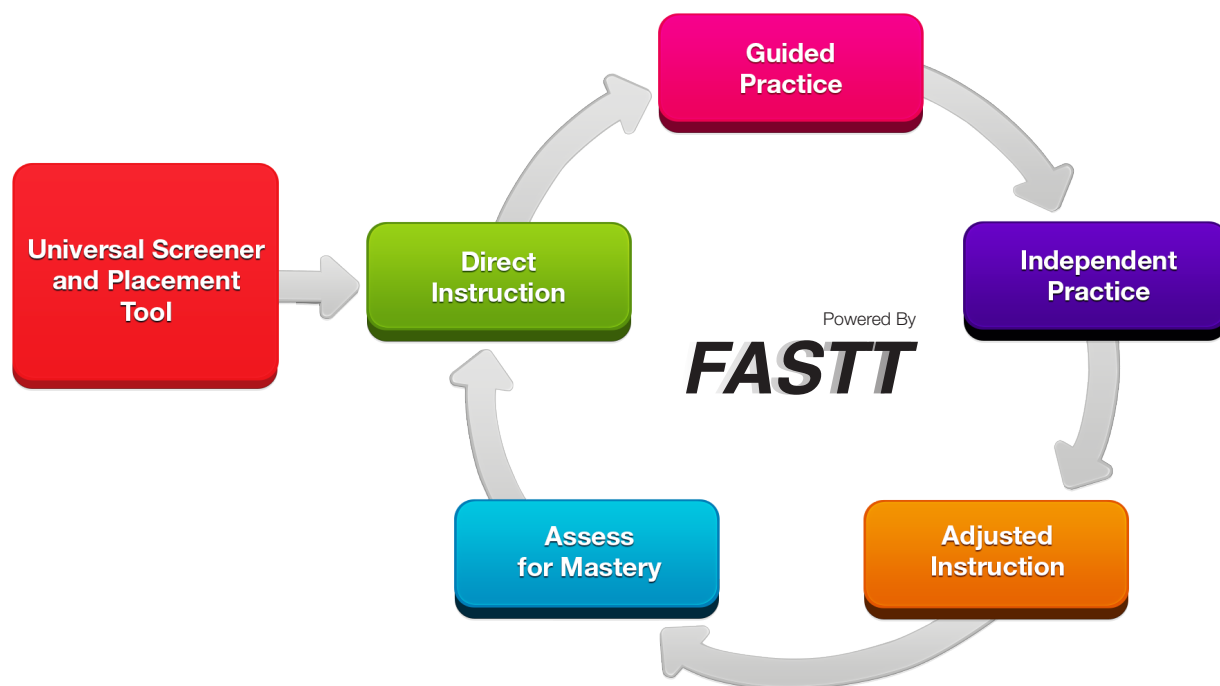 Guided
Practice
Universal Screener
and Placement
Tool
Direct
Instruction
Independent
Practice
Powered By
FASTT
Assess
for Mastery
Adjusted
Instruction